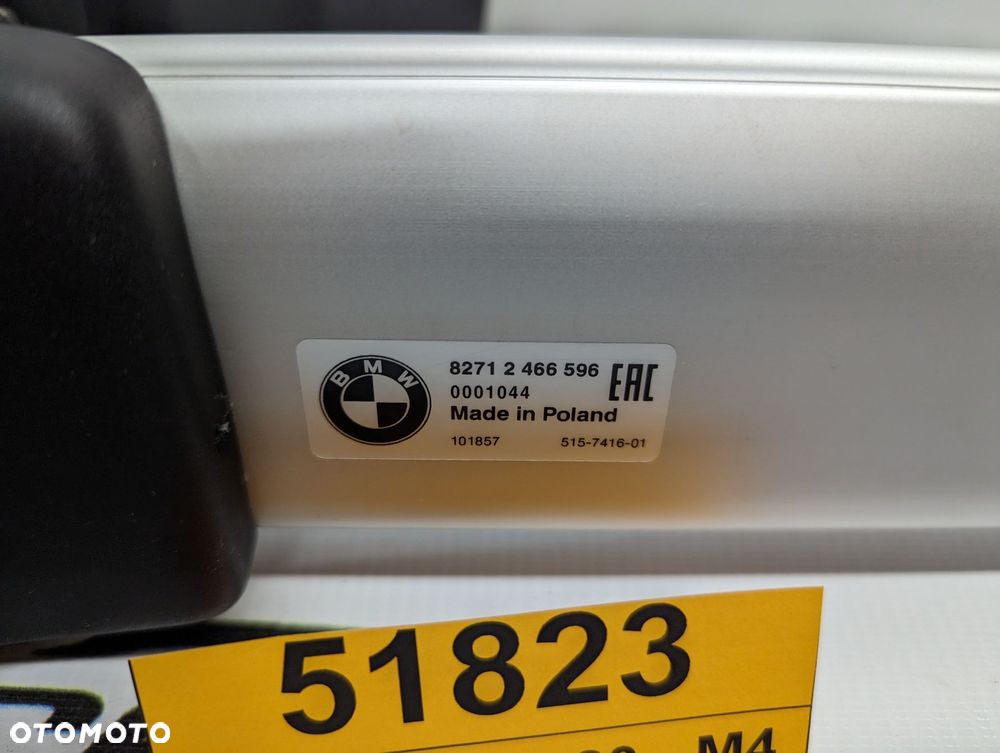 BMW
8271 2 466 596
EAC
0001044
Made in Poland
101857 515-7416-01
51823
M4
OTOMOTO